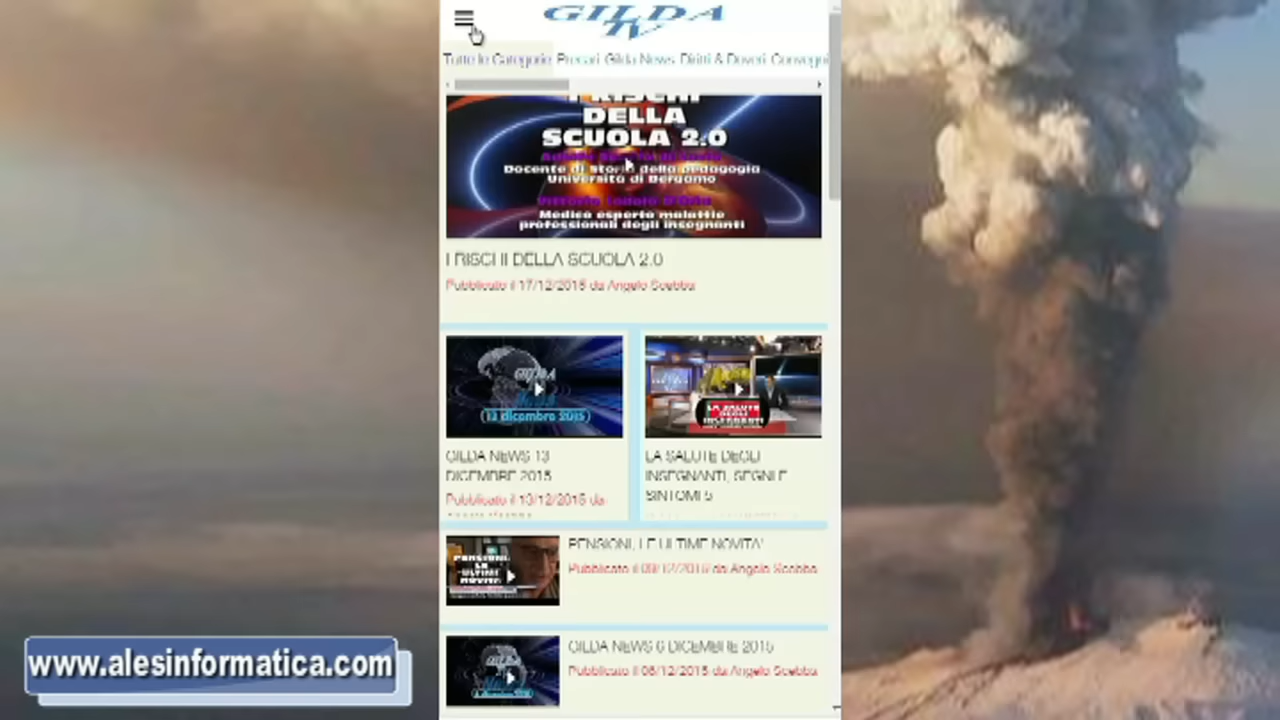 GILDA
TV
Tutte le Categorie Precari Gilda News Diritti & Doveri Convegni
I RISCHI
DELLA
SCUOLA 2.0
Docente di Storia della pedagogia
Università di Bergamo
Medico esperto malattie
professionali degli insegnanti
I RISCHI DELLA SCUOLA 2.0
Pubblicato il 17/12/2015 da Angelo Scebba
GILDA
(13 dicembre 2015)
LA SALUTE
DEGLI
INSEGNANTI
GILDA NEWS 13
DICEMBRE 2015
Pubblicato il 13/12/2015 da
LA SALUTE DEGLI
INSEGNANTI, SEGNI E
SINTOMI 5
PENSIONI,
LE
ULTIME
NOVITA'
PENSIONI, LE ULTIME NOVITA'
Pubblicato il 09/12/2015 da Angelo Scebba
GILDA NEWS 6 DICEMBRE 2015
Pubblicato il 06/12/2015 da Angelo Scebba
www.alesinformatica.com